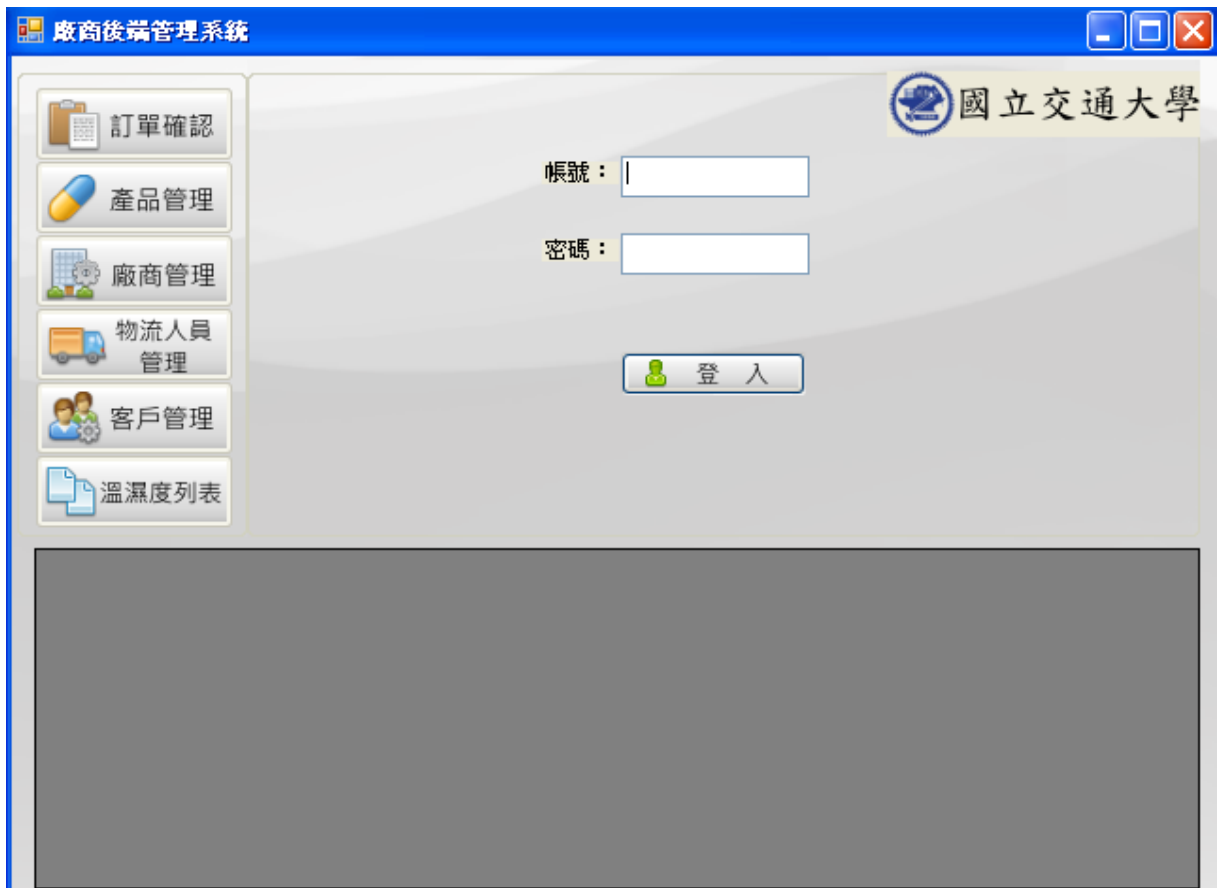 廠商後端管理系統
國立交通大學
訂單確認
產品管理
廠商管理
物流人員
管理
客戶管理
溫濕度列表
帳號：
密碼：
登 入